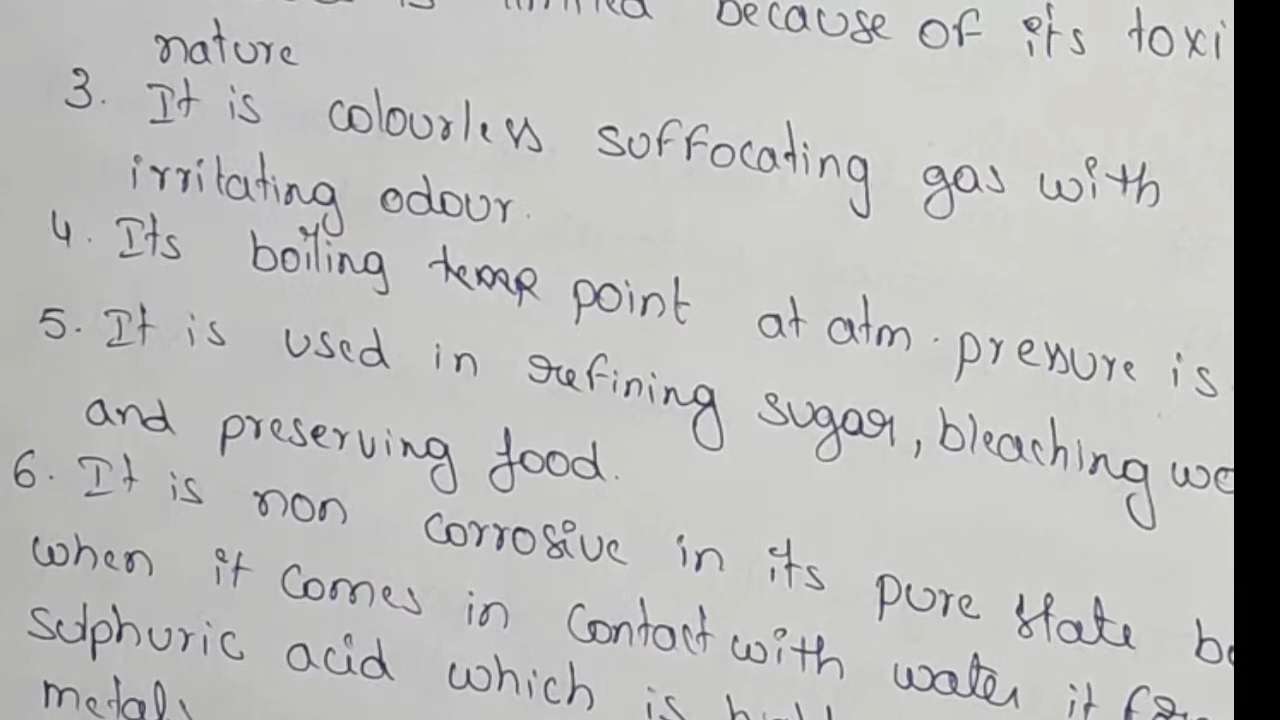 is limited because of its toxi
nature
3. It is colourless suffocating gas with
irritating odour.
4. Its boiling point at atm. pressure is
5. It is used in refining sugar, bleaching
and preserving food.
6. It is non corrosive in its pure state
when it comes in contact with water it
sulphuric acid which is
metals